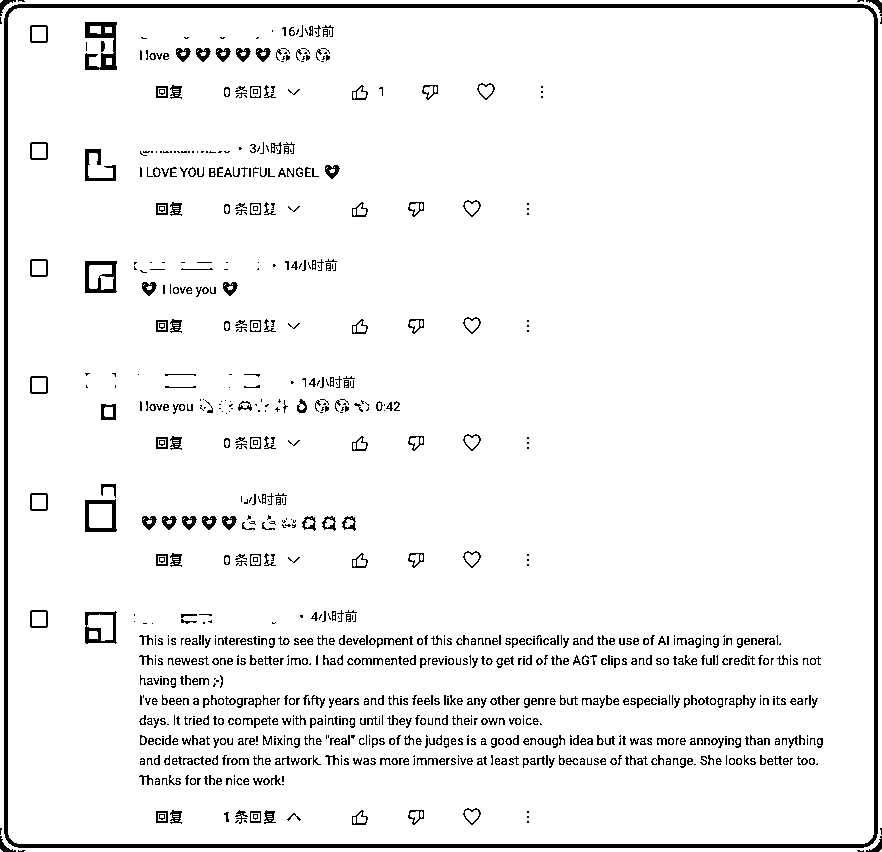 · 16小时前
I love 🖤 🖤 🖤 🖤 🖤 😘 😘 😘
回复 0 条回复 1
· 3小时前
I LOVE YOU BEAUTIFUL ANGEL 🖤
回复 0 条回复
· 14小时前
🖤 I love you 🖤
回复 0 条回复
· 14小时前
I love you 0:42
回复 0 条回复
小时前
🖤 🖤 🖤 🖤 🖤
回复 0 条回复
· 4小时前
This is really interesting to see the development of this channel specifically and the use of AI imaging in general.
This newest one is better imo. I had commented previously to get rid of the AGT clips and so take full credit for this not
having them ;-)
I've been a photographer for fifty years and this feels like any other genre but maybe especially photography in its early
days. It tried to compete with painting until they found their own voice.
Decide what you are! Mixing the "real" clips of the judges is a good enough idea but it was more annoying than anything
and detracted from the artwork. This was more immersive at least partly because of that change. She looks better too.
Thanks for the nice work!
回复 1 条回复